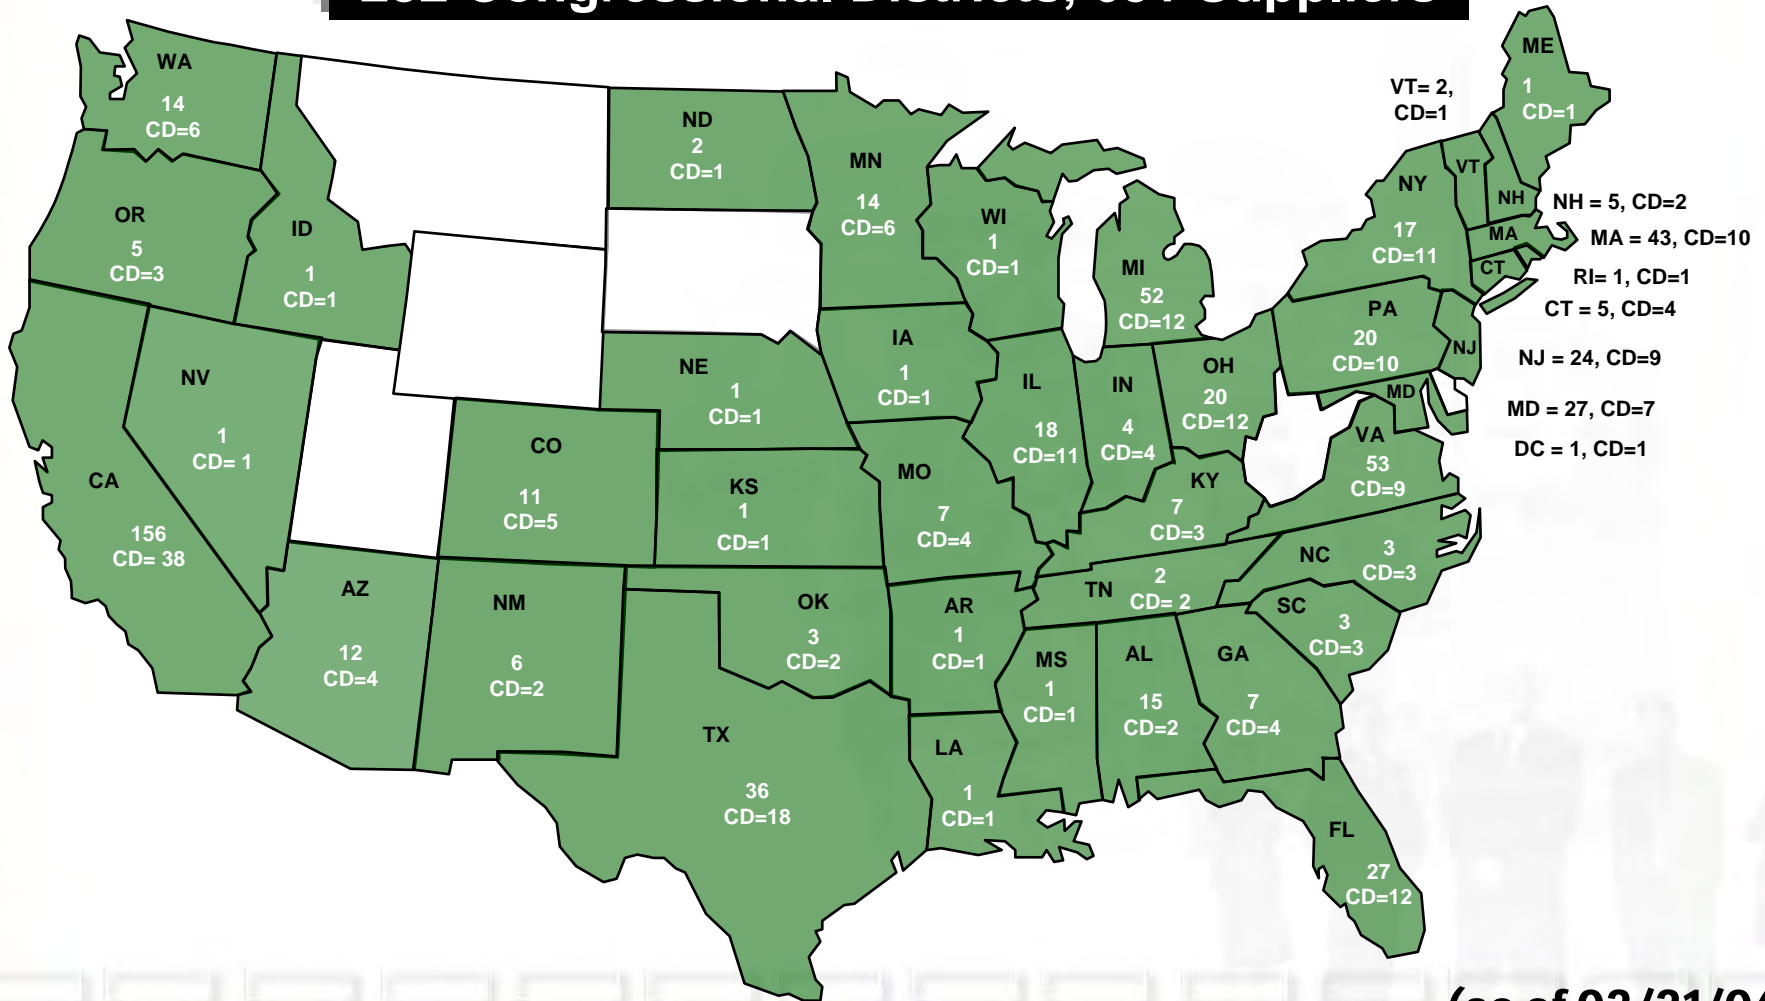 Congressional Districts,
Suppliers
WA
14
CD=6
OR
5
CD=3
ID
1
CD=1
ND
2
CD=1
MN
14
CD=6
WI
1
CD=1
MI
52
CD=12
ME
1
CD=1
VT= 2,
CD=1
VT
NY
17
CD=11
NH
NH = 5, CD=2
MA
MA = 43, CD=10
CT
RI= 1, CD=1
CT = 5, CD=4
PA
20
CD=10
NJ
NJ = 24, CD=9
MD
MD = 27, CD=7
DC = 1, CD=1
NV
1
CD= 1
CA
156
CD= 38
NE
1
CD=1
IA
1
CD=1
IL
18
CD=11
IN
4
CD=4
OH
20
CD=12
VA
53
CD=9
CO
11
CD=5
KS
1
CD=1
MO
7
CD=4
KY
7
CD=3
AZ
12
CD=4
NM
6
CD=2
OK
3
CD=2
AR
1
CD=1
TN
2
CD= 2
NC
3
CD=3
SC
3
CD=3
TX
36
CD=18
LA
1
CD=1
MS
1
CD=1
AL
15
CD=2
GA
7
CD=4
FL
27
CD=12
(as of